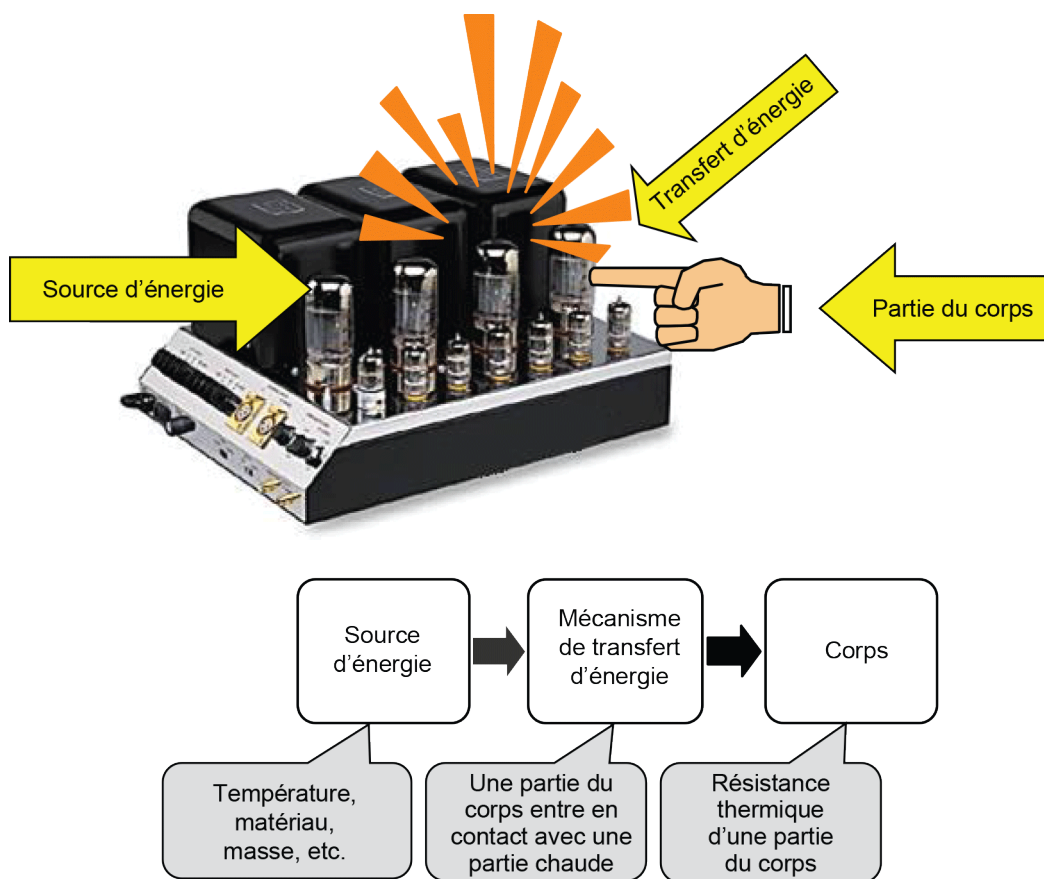 Transfert d’énergie
Source d’énergie
Partie du corps
Source
d’énergie
Mécanisme
de transfert
d’énergie
Corps
Température,
matériau,
masse, etc.
Une partie du
corps entre en
contact avec une
partie chaude
Résistance
thermique
d’une partie
du corps